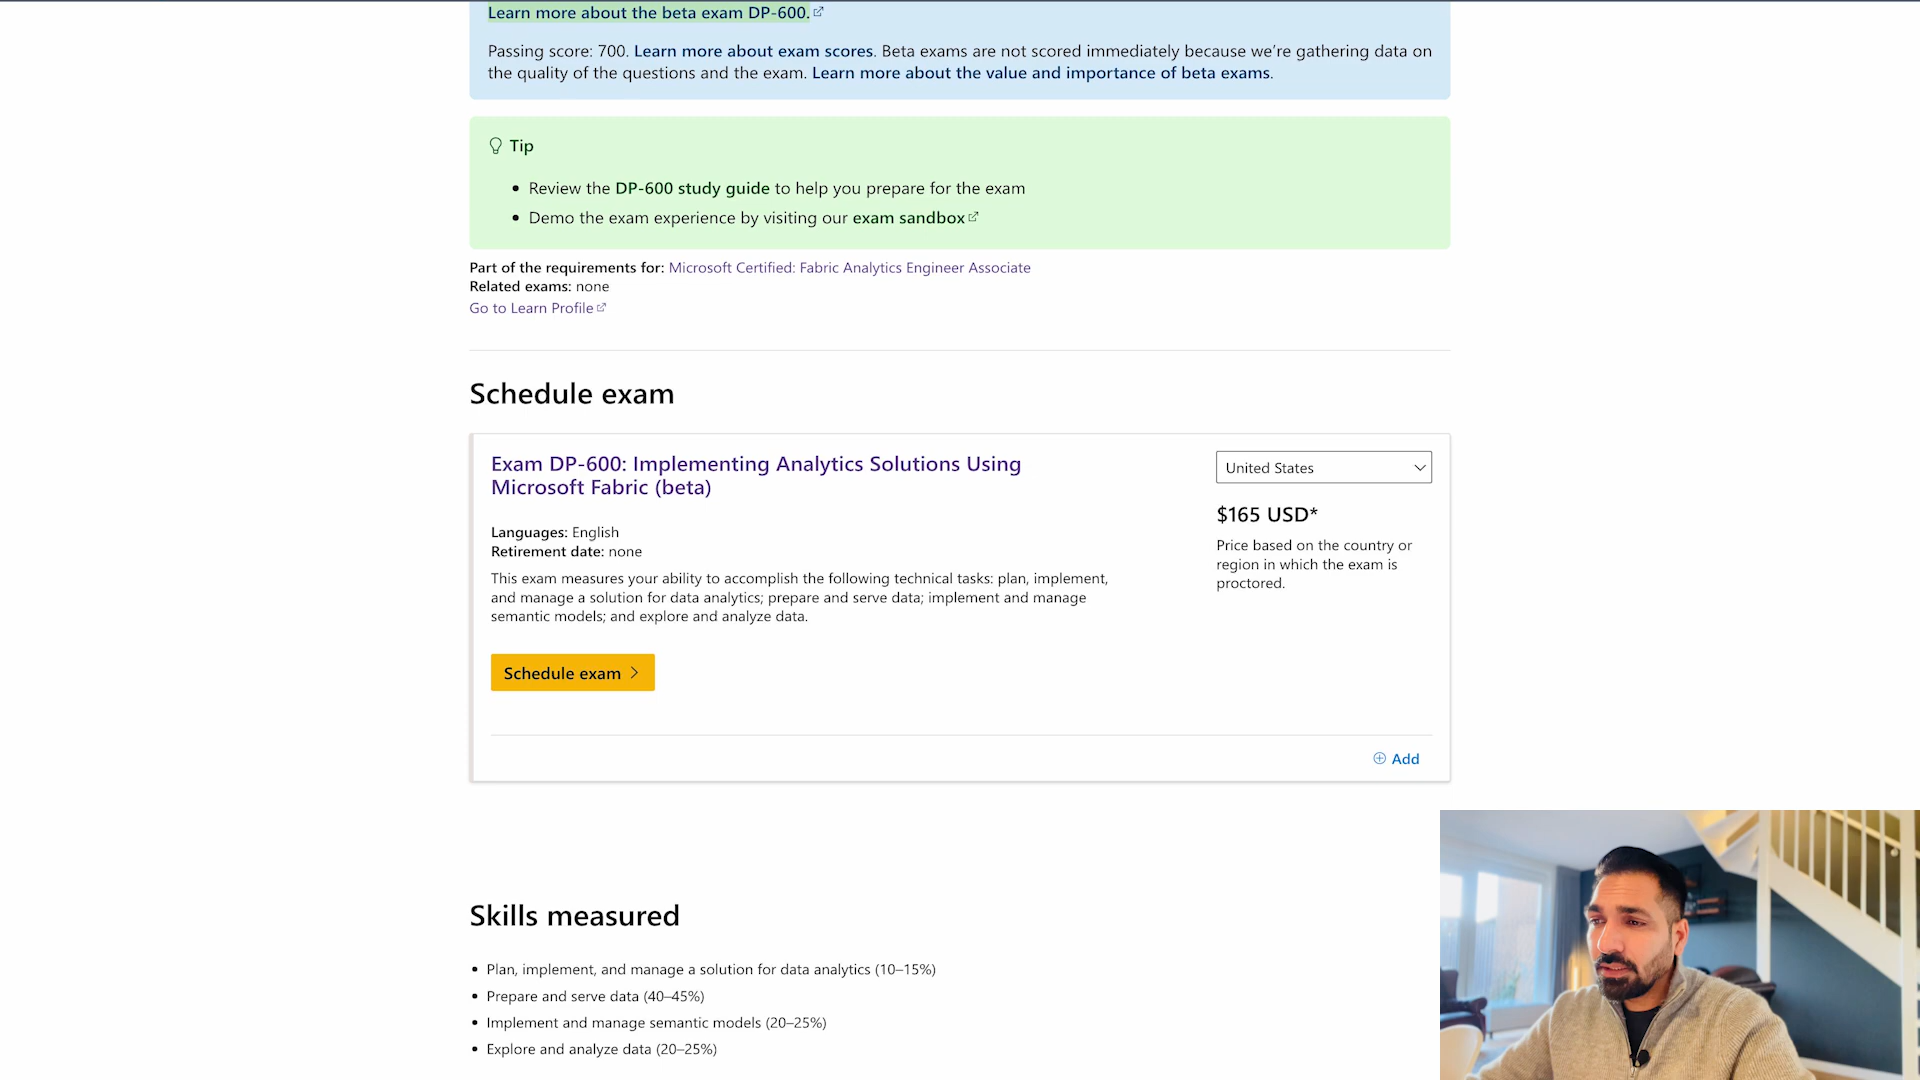 Learn more about the beta exam DP-600.
Passing score: 700. Learn more about exam scores. Beta exams are not scored immediately because we’re gathering data on
the quality of the questions and the exam. Learn more about the value and importance of beta exams.
Tip
• Review the DP-600 study guide to help you prepare for the exam
• Demo the exam experience by visiting our exam sandbox
Part of the requirements for: Microsoft Certified: Fabric Analytics Engineer Associate
Related exams: none
Go to Learn Profile
Schedule exam
Exam DP-600: Implementing Analytics Solutions Using
Microsoft Fabric (beta)
Languages: English
Retirement date: none
This exam measures your ability to accomplish the following technical tasks: plan, implement,
and manage a solution for data analytics; prepare and serve data; implement and manage
semantic models; and explore and analyze data.
Schedule exam
United States
$165 USD*
Price based on the country or
region in which the exam is
proctored.
Add
Skills measured
• Plan, implement, and manage a solution for data analytics (10–15%)
• Prepare and serve data (40–45%)
• Implement and manage semantic models (20–25%)
• Explore and analyze data (20–25%)